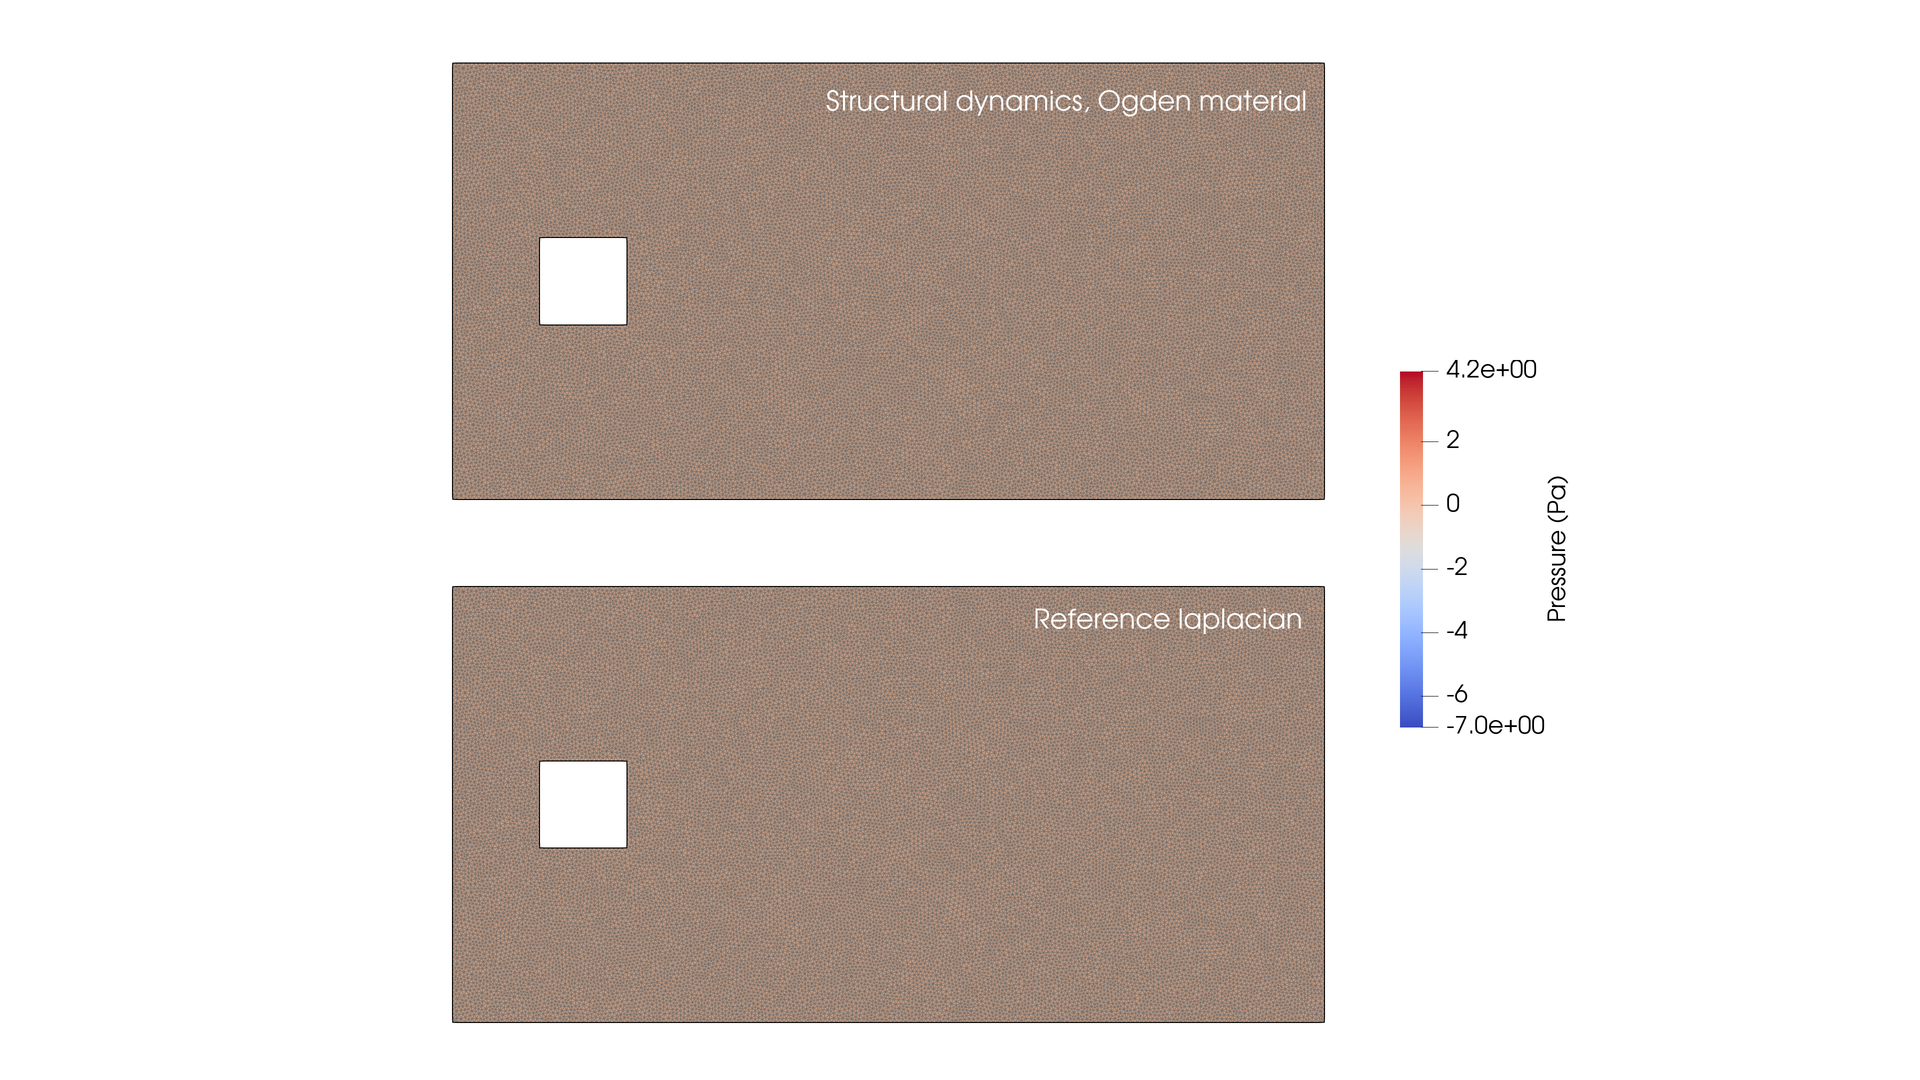 Structural dynamics, Ogden material
4.2e+00
2
0
-2
-4
-6
-7.0e+00
Pressure (Pa)
Reference laplacian